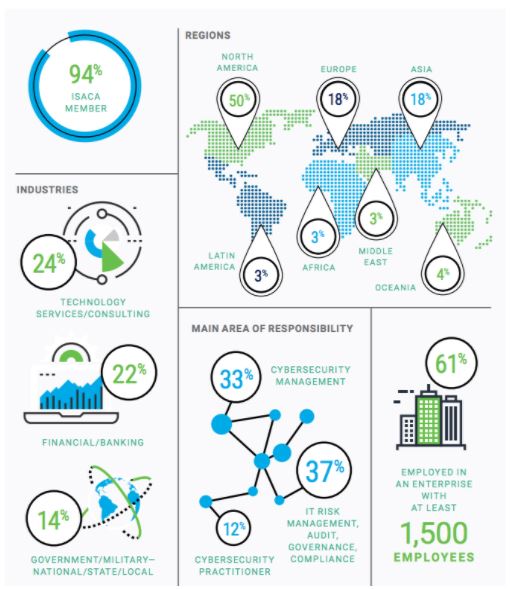 94%
ISACA
MEMBER
REGIONS
NORTH
AMERICA
50%
EUROPE
18%
ASIA
18%
LATIN
AMERICA
3%
3%
AFRICA
3%
MIDDLE
EAST
OCEANIA
4%
INDUSTRIES
24%
TECHNOLOGY
SERVICES/CONSULTING
22%
FINANCIAL/BANKING
14%
GOVERNMENT/MILITARY—
NATIONAL/STATE/LOCAL
MAIN AREA OF RESPONSIBILITY
33%
CYBERSECURITY
MANAGEMENT
37%
IT RISK
MANAGEMENT,
AUDIT,
GOVERNANCE,
COMPLIANCE
12%
CYBERSECURITY
PRACTITIONER
61%
EMPLOYED IN
AN ENTERPRISE
WITH
AT LEAST
1,500
EMPLOYEES